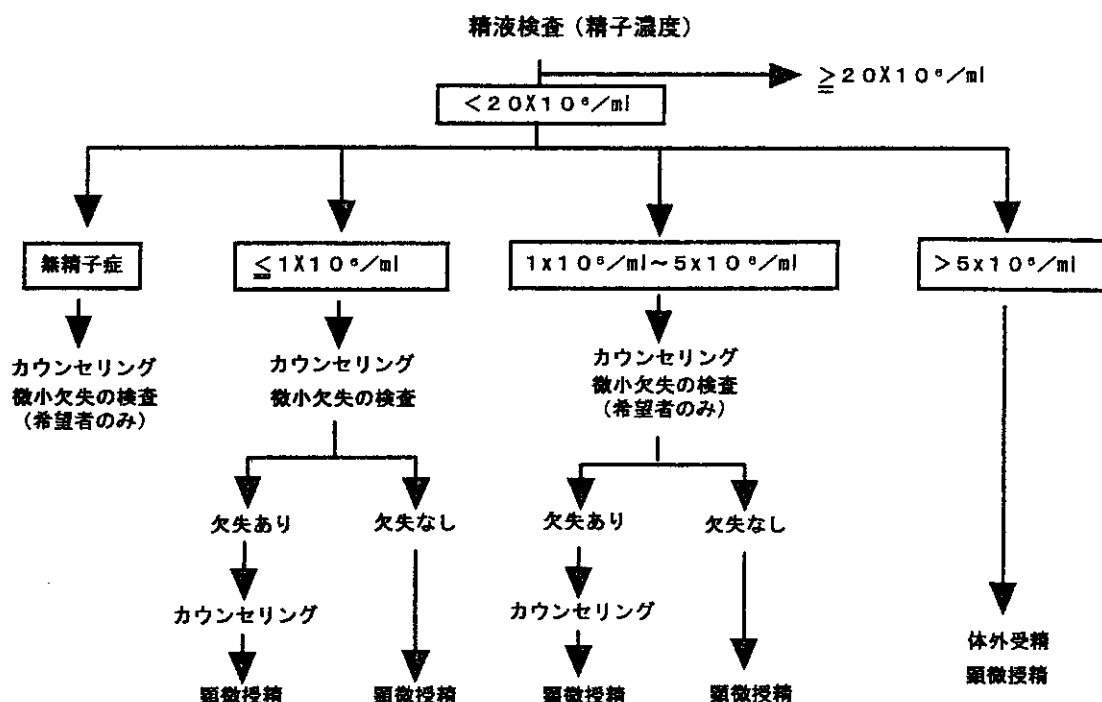 精液検査（精子濃度）
≧２０Ｘ１０⁶／ml
＜２０Ｘ１０⁶／ml
無精子症
≦１Ｘ１０⁶／ml
１x１０⁶／ml～５x１０⁶／ml
＞５x１０⁶／ml
カウンセリング
微小欠失の検査
（希望者のみ）
カウンセリング
微小欠失の検査
カウンセリング
微小欠失の検査
（希望者のみ）
欠失あり
欠失なし
欠失あり
欠失なし
カウンセリング
カウンセリング
顕微授精
顕微授精
顕微授精
顕微授精
体外受精
顕微授精